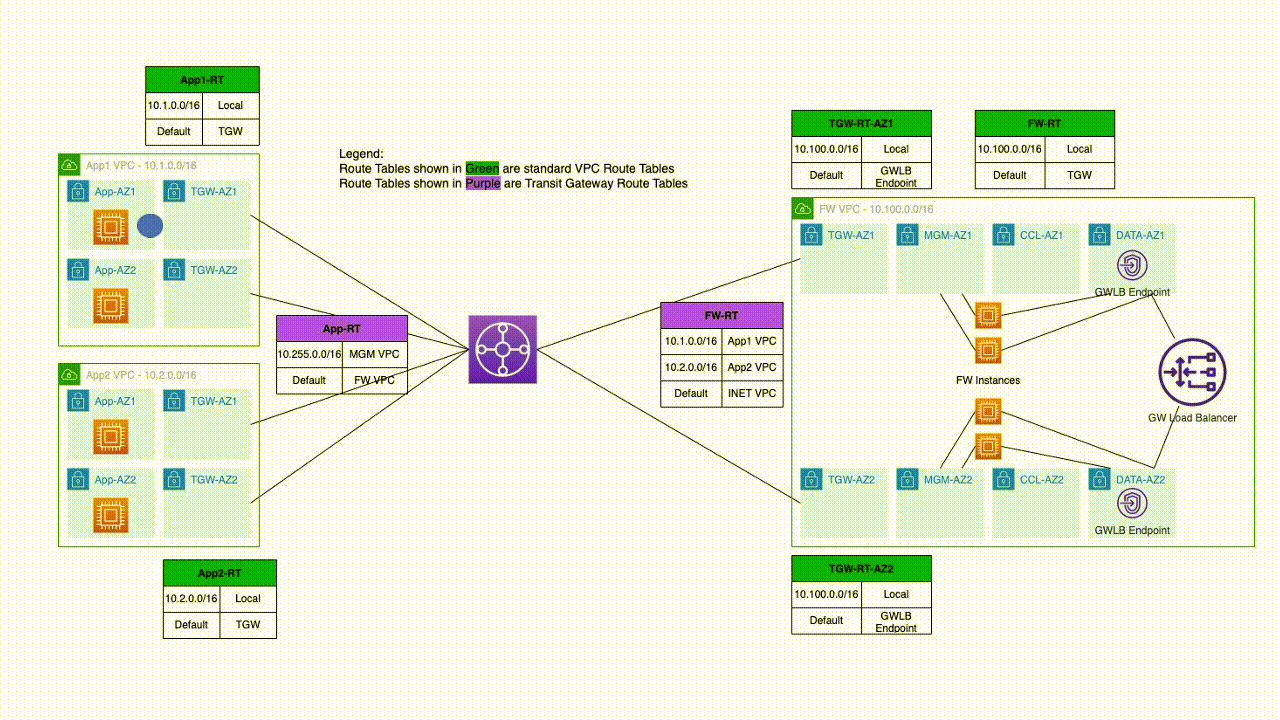 App1-RT
10.1.0.0/16 Local
Default TGW
App1 VPC - 10.1.0.0/16
App-AZ1 TGW-AZ1
App-AZ2 TGW-AZ2
App2 VPC - 10.2.0.0/16
App-AZ1 TGW-AZ1
App-AZ2 TGW-AZ2
App2-RT
10.2.0.0/16 Local
Default TGW
Legend:
Route Tables shown in Green are standard VPC Route Tables
Route Tables shown in Purple are Transit Gateway Route Tables
App-RT
10.255.0.0/16 MGM VPC
Default FW VPC
FW-RT
10.1.0.0/16 App1 VPC
10.2.0.0/16 App2 VPC
Default INET VPC
TGW-RT-AZ1
10.100.0.0/16 Local
Default GWLB
Endpoint
FW-RT
10.100.0.0/16 Local
Default TGW
FW VPC - 10.100.0.0/16
TGW-AZ1 MGM-AZ1 CCL-AZ1 DATA-AZ1
GWLB Endpoint
FW Instances
GW Load Balancer
TGW-AZ2 MGM-AZ2 CCL-AZ2 DATA-AZ2
GWLB Endpoint
TGW-RT-AZ2
10.100.0.0/16 Local
Default GWLB
Endpoint